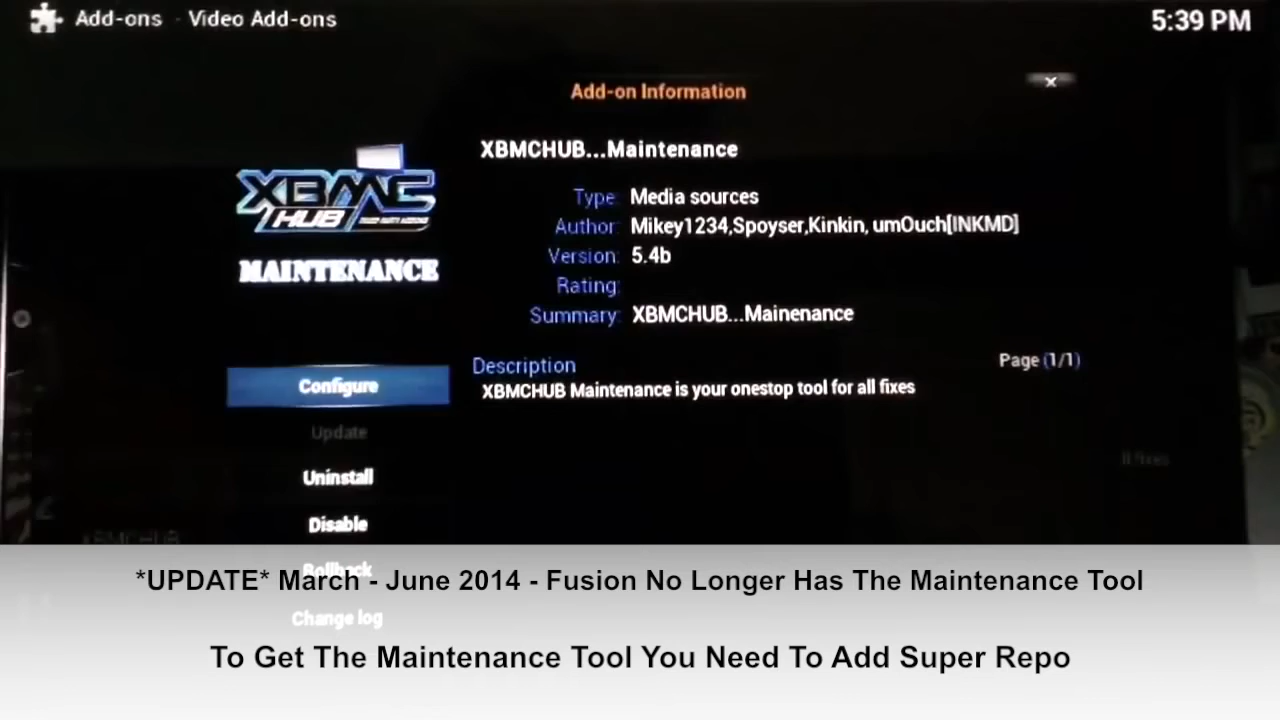 Add-ons · Video Add-ons
5:39 PM
Add-on Information
XBMCHUB...Maintenance
XBMC
HUB
MAINTENANCE
Type: Media sources
Author: Mikey1234,Spoyser,Kinkin, umOuch[INKMD]
Version: 5.4b
Rating:
Summary: XBMCHUB...Mainenance
Description
Page (1/1)
XBMCHUB Maintenance is your onestop tool for all fixes
Configure
Update
Uninstall
Disable
XBMCHUB
Rollback
Change log
*UPDATE* March - June 2014 - Fusion No Longer Has The Maintenance Tool
To Get The Maintenance Tool You Need To Add Super Repo